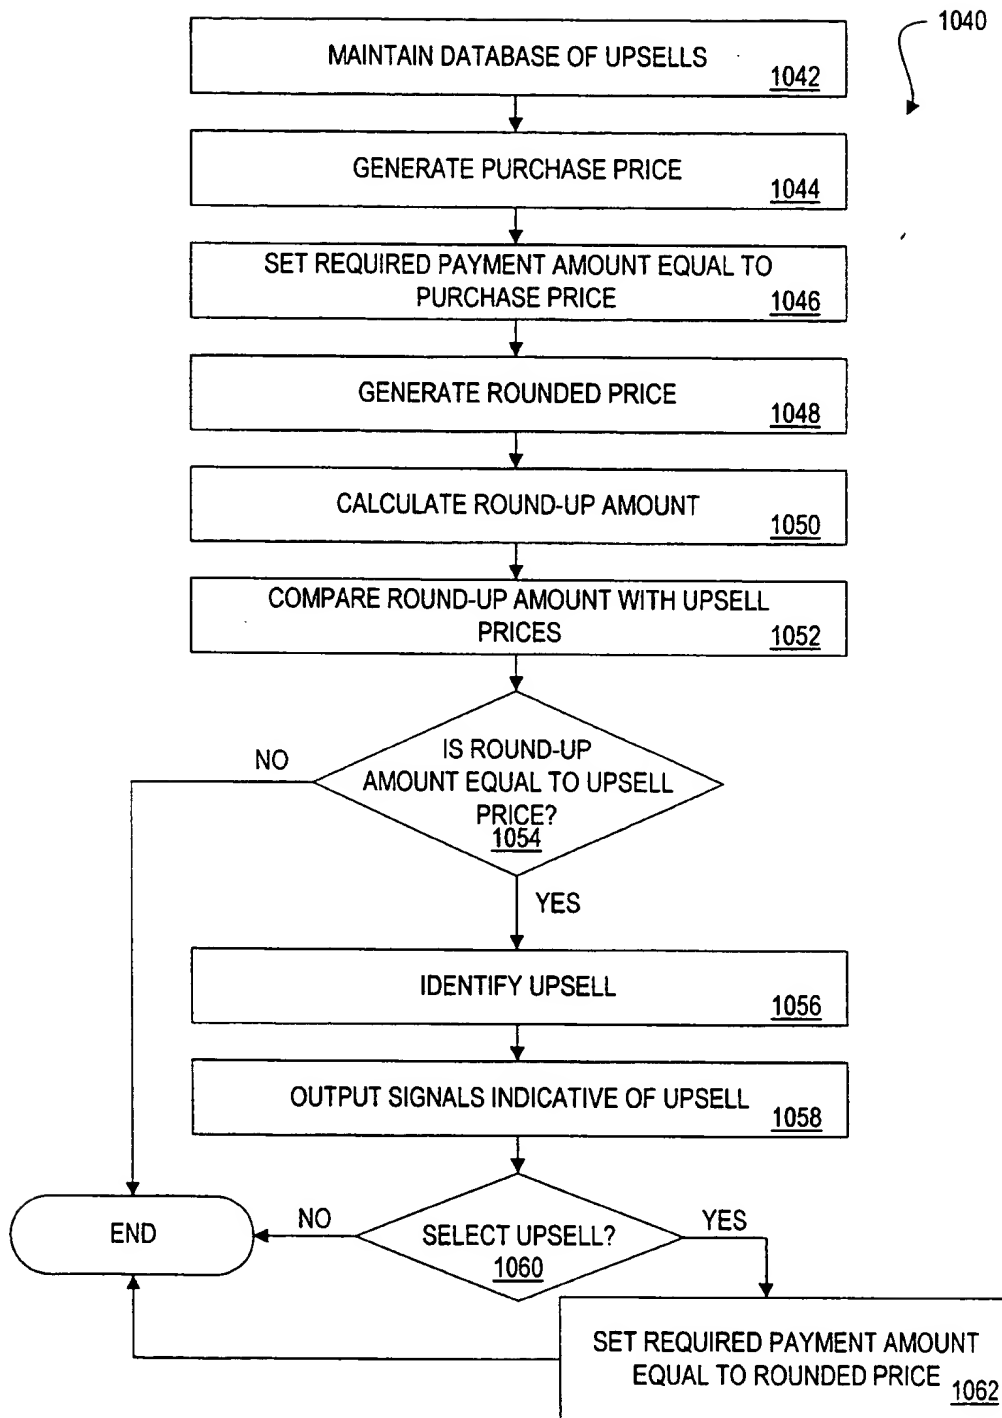 1040
MAINTAIN DATABASE OF UPSELLS
1042
GENERATE PURCHASE PRICE
1044
SET REQUIRED PAYMENT AMOUNT EQUAL TO
PURCHASE PRICE
1046
GENERATE ROUNDED PRICE
1048
CALCULATE ROUND-UP AMOUNT
1050
COMPARE ROUND-UP AMOUNT WITH UPSELL
PRICES
1052
NO
IS ROUND-UP
AMOUNT EQUAL TO UPSELL
PRICE?
1054
YES
IDENTIFY UPSELL
1056
OUTPUT SIGNALS INDICATIVE OF UPSELL
1058
END
NO
SELECT UPSELL?
1060
YES
SET REQUIRED PAYMENT AMOUNT
EQUAL TO ROUNDED PRICE
1062